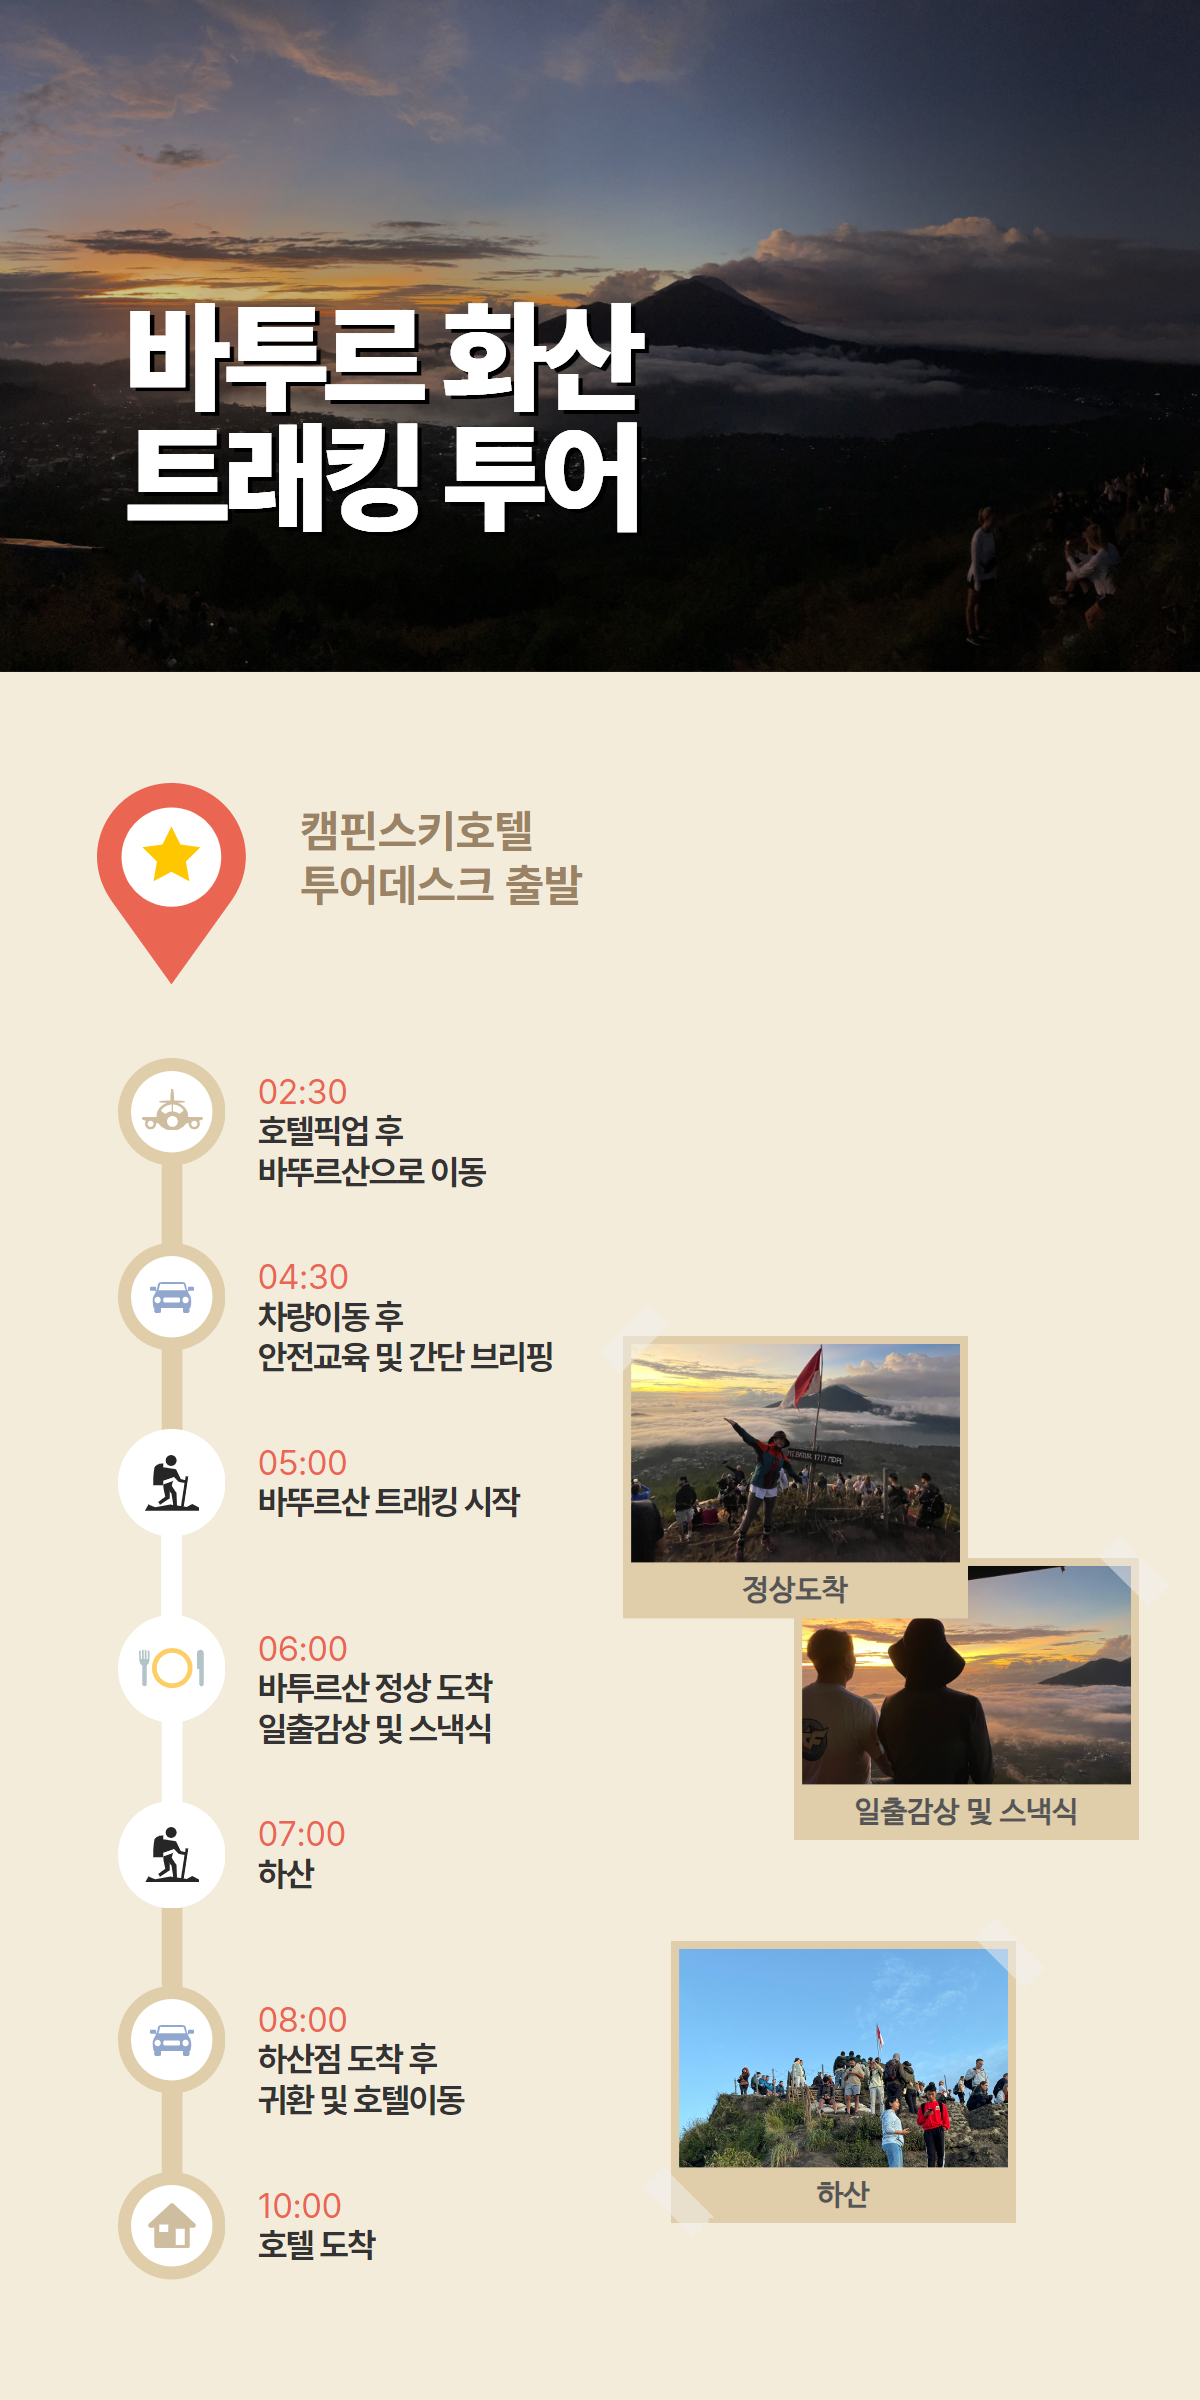 바투르 화산
트래킹 투어
캠핀스키호텔
투어데스크 출발
02:30
호텔픽업 후
바뚜르산으로 이동
04:30
차량이동 후
안전교육 및 간단 브리핑
05:00
바뚜르산 트래킹 시작
06:00
바투르산 정상 도착
일출감상 및 스낵식
07:00
하산
08:00
하산점 도착 후
귀환 및 호텔이동
10:00
호텔 도착
MT.BATUR 1717 MDPL
정상도착
일출감상 및 스낵식
하산